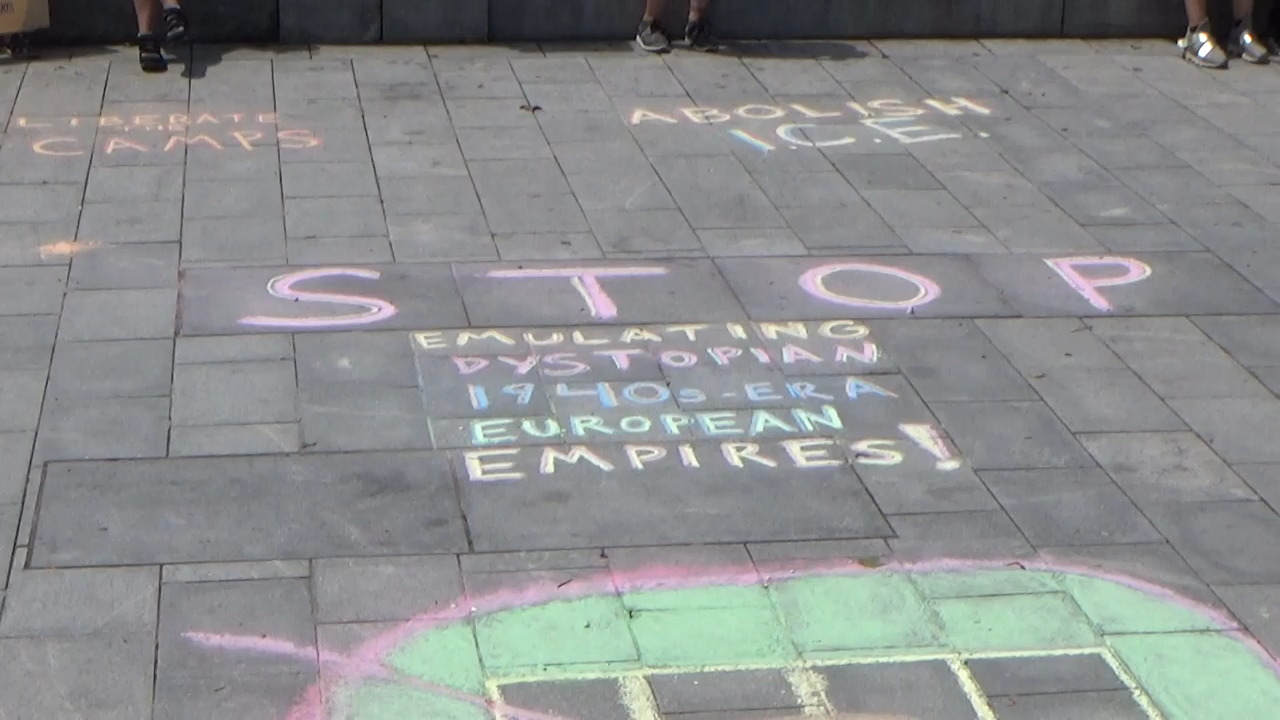 LIBERATE
THE
CAMPS
ABOLISH
I.C.E.
STOP
EMULATING
DYSTOPIAN
1940s-ERA
EUROPEAN
EMPIRES!